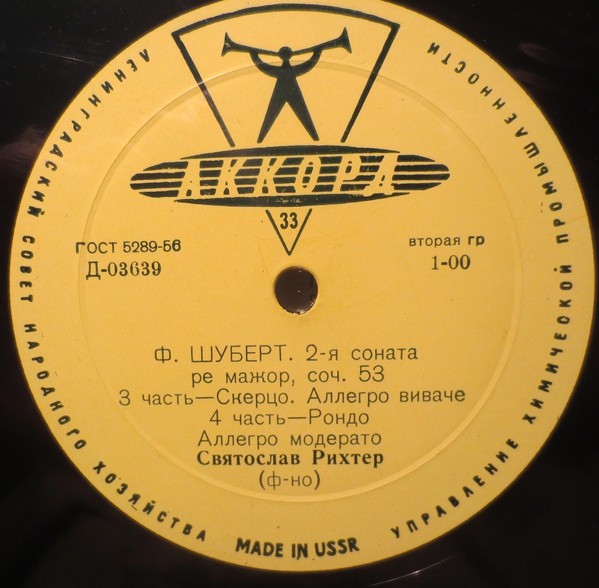 ЛЕНИНГРАДСКИЙ СОВЕТ НАРОДНОГО ХОЗЯЙСТВА
УПРАВЛЕНИЕ ХИМИЧЕСКОЙ ПРОМЫШЛЕННОСТИ
АККОРД
33
ГОСТ 5289-56
Д-03639
вторая гр
1-00
Ф. ШУБЕРТ. 2-я соната
ре мажор, соч. 53
3 часть—Скерцо. Аллегро виваче
4 часть—Рондо
Аллегро модерато
Святослав Рихтер
(ф-но)
MADE IN USSR